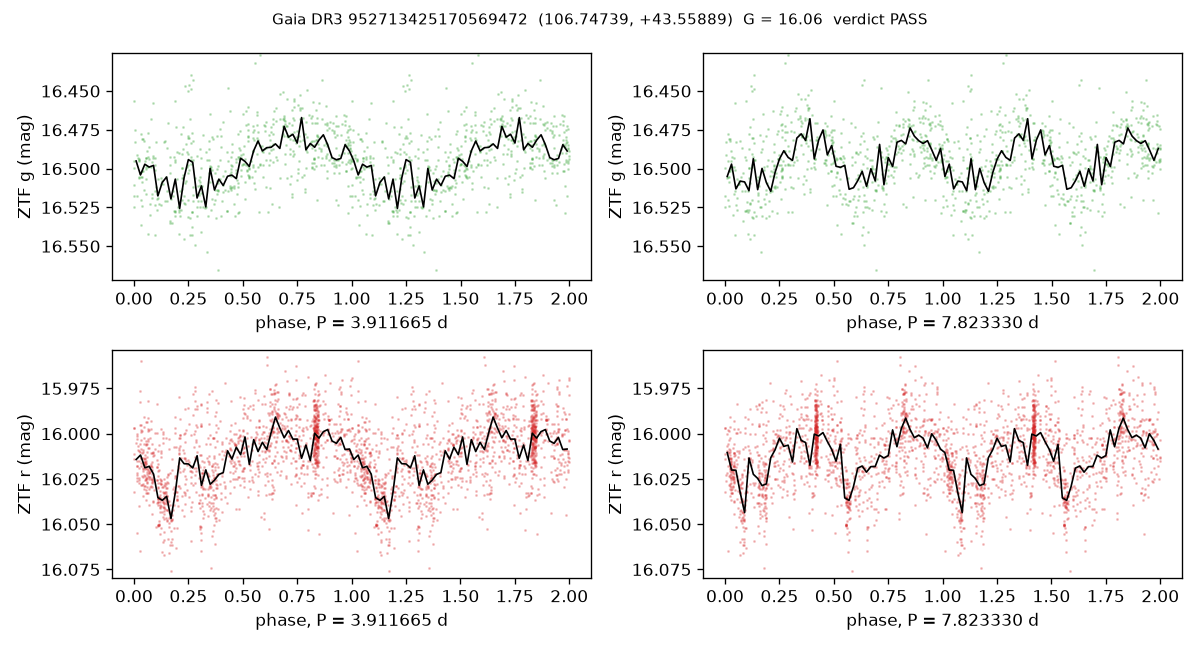 Gaia DR3 952713425170569472 (106.74739, +43.55889) G = 16.06 verdict PASS
ZTF g (mag)
16.450
16.475
16.500
16.525
16.550
0.00 0.25 0.50 0.75 1.00 1.25 1.50 1.75 2.00
phase, P = 3.911665 d
ZTF g (mag)
16.450
16.475
16.500
16.525
16.550
0.00 0.25 0.50 0.75 1.00 1.25 1.50 1.75 2.00
phase, P = 7.823330 d
ZTF r (mag)
15.975
16.000
16.025
16.050
16.075
0.00 0.25 0.50 0.75 1.00 1.25 1.50 1.75 2.00
phase, P = 3.911665 d
ZTF r (mag)
15.975
16.000
16.025
16.050
16.075
0.00 0.25 0.50 0.75 1.00 1.25 1.50 1.75 2.00
phase, P = 7.823330 d